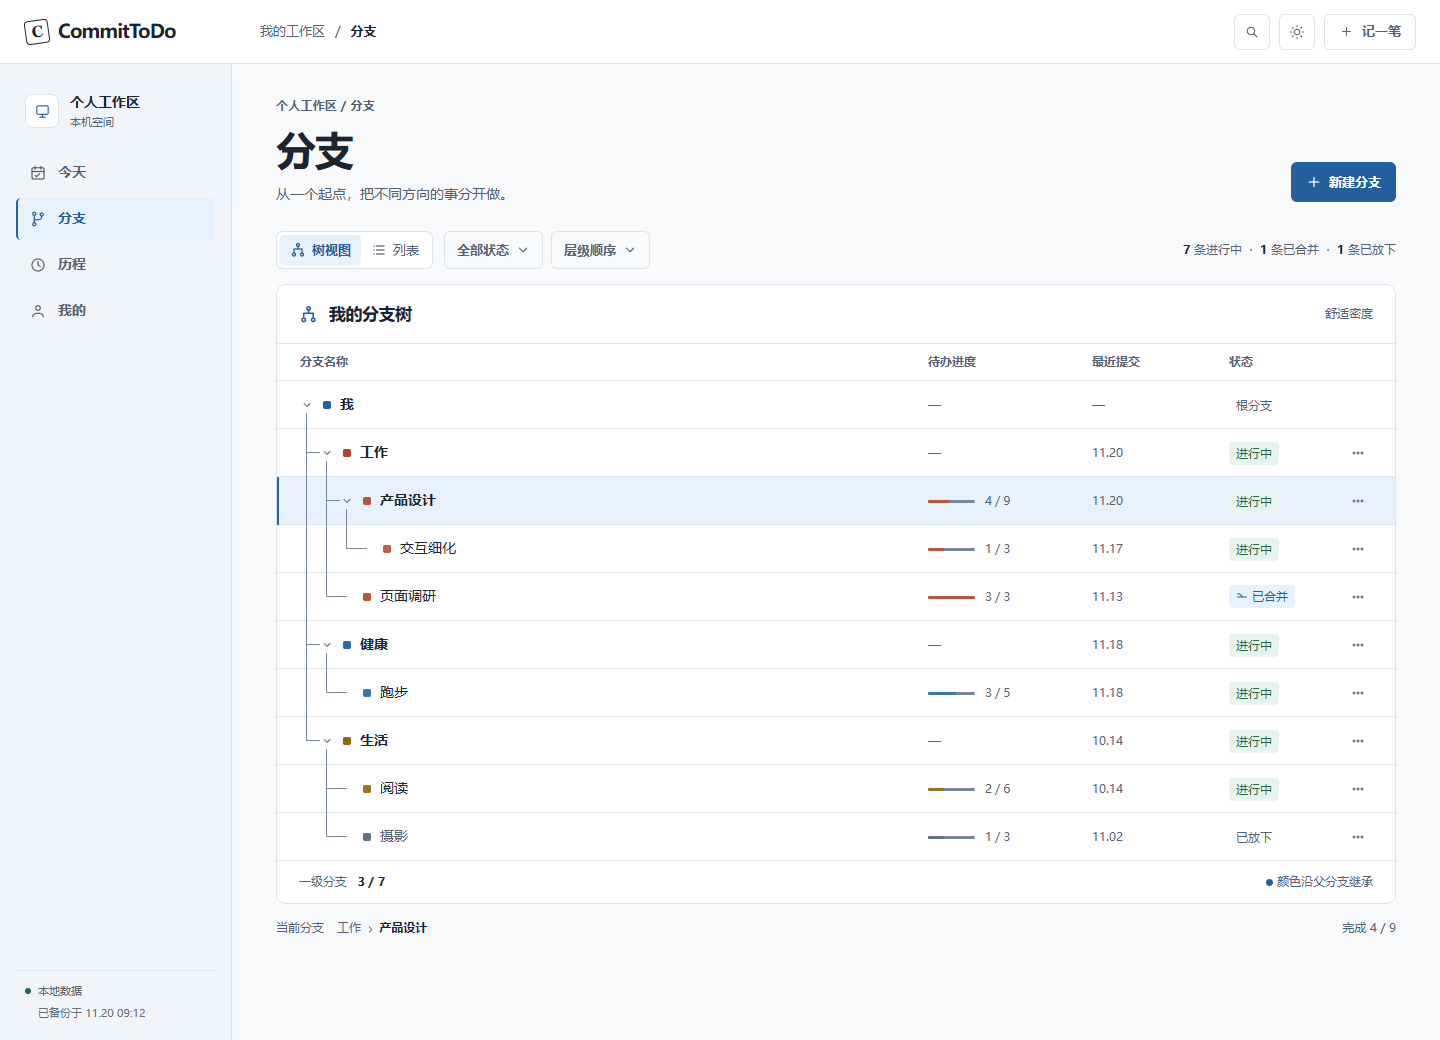 C CommitToDo
我的工作区 / 分支
记一笔
个人工作区
本机空间
今天
分支
历程
我的
本地数据
已备份于 11.20 09:12
个人工作区 / 分支
分支
从一个起点，把不同方向的事分开做。
新建分支
树视图 列表 全部状态 层级顺序
7 条进行中 · 1 条已合并 · 1 条已放下
我的分支树 舒适密度
分支名称 待办进度 最近提交 状态
我 — — 根分支
工作 — 11.20 进行中
产品设计 4 / 9 11.20 进行中
交互细化 1 / 3 11.17 进行中
页面调研 3 / 3 11.13 已合并
健康 — 11.18 进行中
跑步 3 / 5 11.18 进行中
生活 — 10.14 进行中
阅读 2 / 6 10.14 进行中
摄影 1 / 3 11.02 已放下
一级分支 3 / 7 颜色沿父分支继承
当前分支 工作 › 产品设计 完成 4 / 9